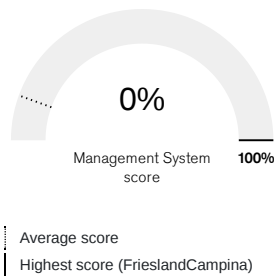 0%
Management System
score
100%
Average score
Highest score (FrieslandCampina)